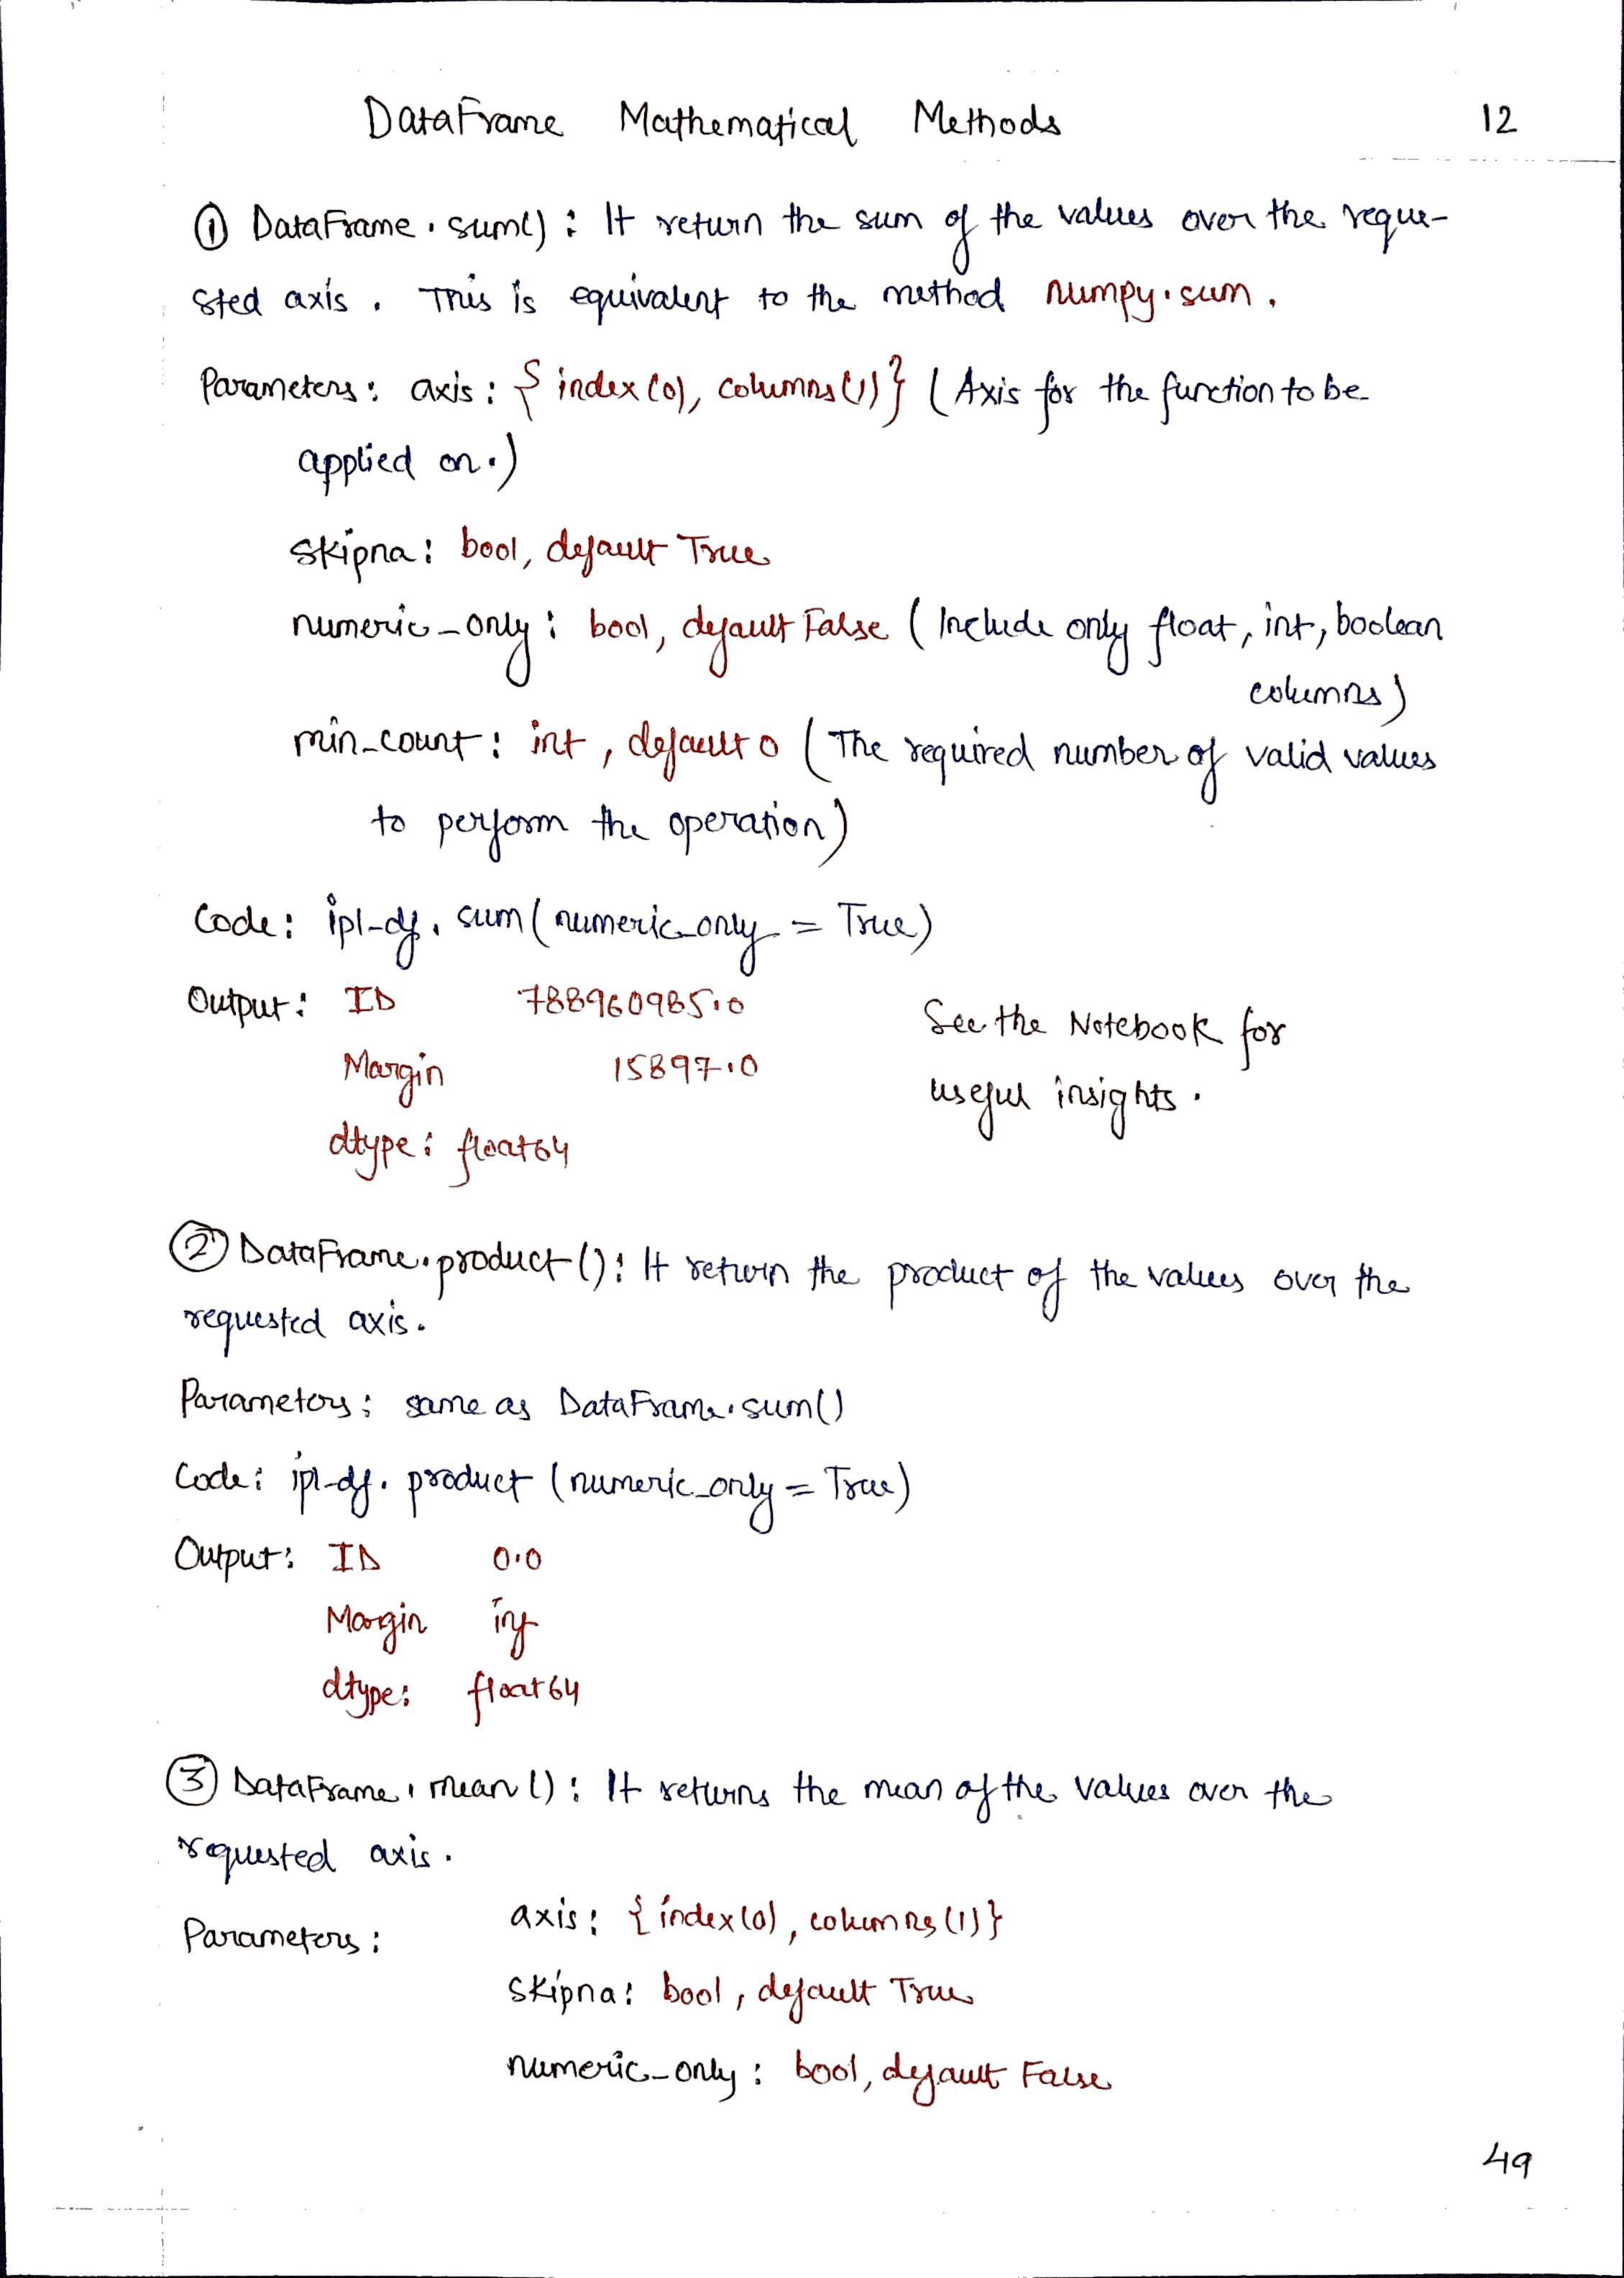 DataFrame Mathematical Methods
12
① DataFrame.sum() : It return the sum of the values over the reque-
sted axis. This is equivalent to the method numpy.sum.
Parameters: axis: {index(0), columns(1)} (Axis for the function to be
applied on.)
skipna: bool, default True
numeric_only: bool, default False (Include only float, int, boolean
columns)
min_count: int, default 0 (The required number of valid values
to perform the operation)
Code: ipl-df.sum(numeric_only = True)
Output: ID 788960985.0
See the Notebook for
Margin 15897.0
useful insights.
dtype: float64
② DataFrame.product(): It return the product of the values over the
requested axis.
Parameters: same as DataFrame.sum()
Code: ipl-df.product (numeric_only = True)
Output: ID 0.0
Margin inf
dtype: float64
③ DataFrame.mean(): It returns the mean of the values over the
requested axis.
Parameters: axis: {index(0), columns(1)}
skipna: bool, default True
numeric_only: bool, default False
49